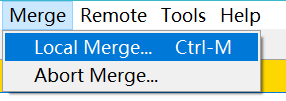 Merge Remote Tools Help
Local Merge... Ctrl-M
Abort Merge...